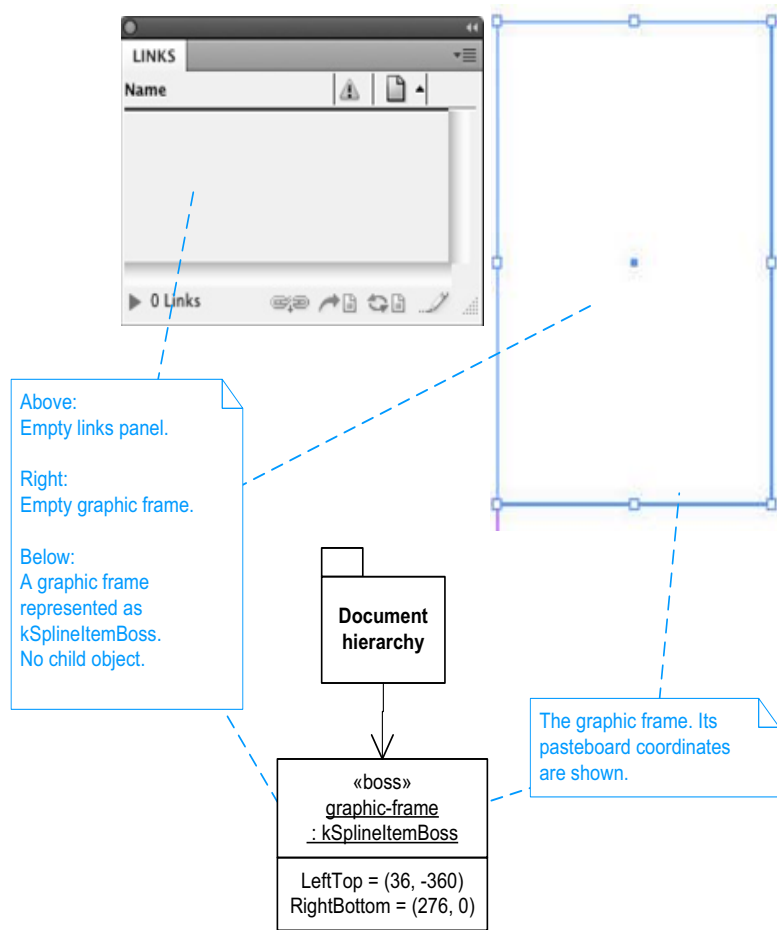 LINKS
Name
0 Links
Above:
Empty links panel.
Right:
Empty graphic frame.
Below:
A graphic frame
represented as
kSplineItemBoss.
No child object.
Document
hierarchy
The graphic frame. Its
pasteboard coordinates
are shown.
«boss»
graphic-frame
: kSplineItemBoss
LeftTop = (36, -360)
RightBottom = (276, 0)